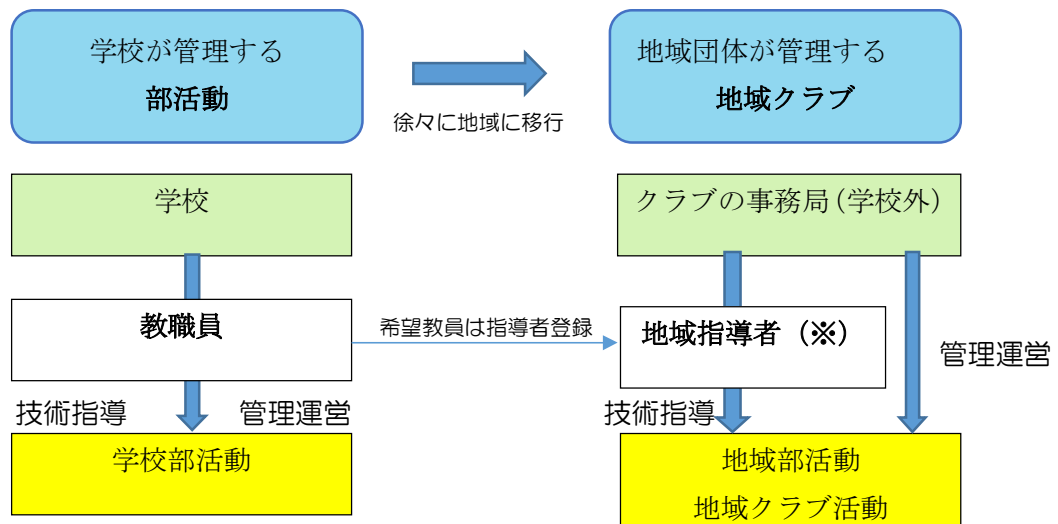 学校が管理する
部活動
徐々に地域に移行
地域団体が管理する
地域クラブ
学校
教職員
技術指導
管理運営
学校部活動
希望教員は指導者登録
クラブの事務局(学校外)
地域指導者(※)
技術指導
管理運営
地域部活動
地域クラブ活動